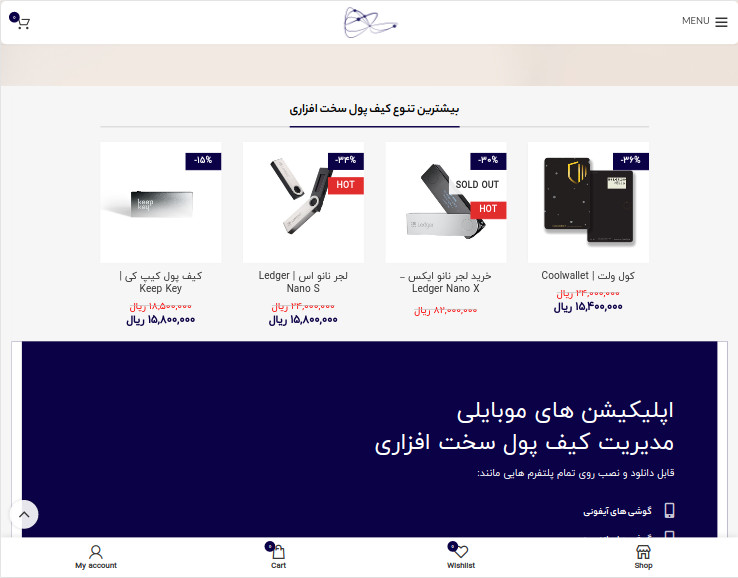 MENU
۰
بیشترین تنوع کیف پول سخت افزاری
-۳۶%
-۳۰%
SOLD OUT
HOT
-۳۴%
HOT
-۱۵%
keep
key
Ledger
کول ولت | Coolwallet
۲۴,۰۰۰,۰۰۰ ریال
۱۵,۴۰۰,۰۰۰ ریال
خرید لجر نانو ایکس –
Ledger Nano X
۸۲,۰۰۰,۰۰۰ ریال
لجر نانو اس | Ledger
Nano S
۲۴,۰۰۰,۰۰۰ ریال
۱۵,۸۰۰,۰۰۰ ریال
کیف پول کیپ کی |
Keep Key
۱۸,۵۰۰,۰۰۰ ریال
۱۵,۸۰۰,۰۰۰ ریال
اپلیکیشن های موبایلی
مدیریت کیف پول سخت افزاری
قابل دانلود و نصب روی تمام پلتفرم هایی مانند:
گوشی های آیفونی
My account
۰
Cart
۰
Wishlist
Shop